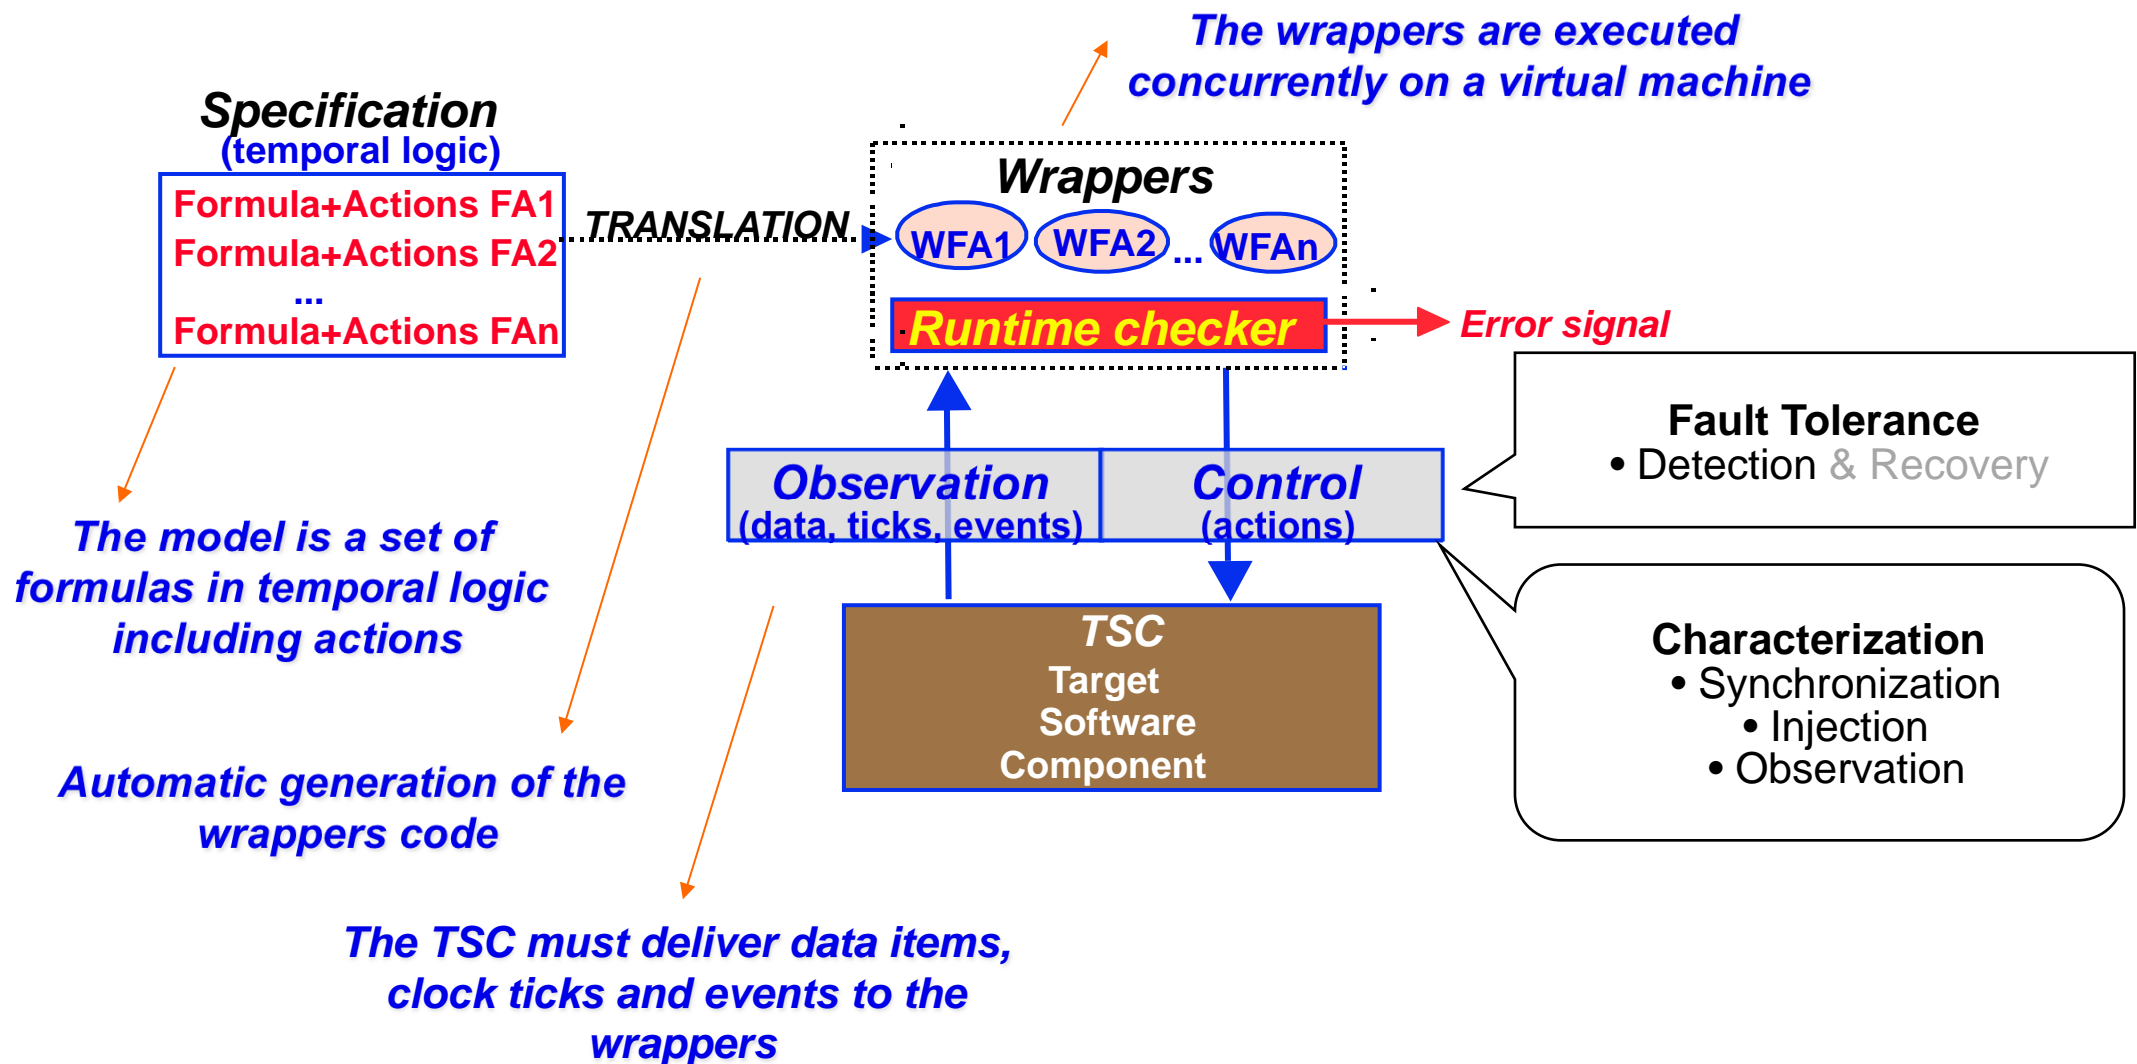 The wrappers are executed
concurrently on a virtual machine
Specification
(temporal logic)
Formula+Actions FA1
Formula+Actions FA2
...
Formula+Actions FAn
TRANSLATION
Wrappers
WFA1 WFA2 ... WFAn
Runtime checker
Error signal
Fault Tolerance
• Detection & Recovery
Observation
(data, ticks, events)
Control
(actions)
The model is a set of
formulas in temporal logic
including actions
TSC
Target
Software
Component
Characterization
• Synchronization
• Injection
• Observation
Automatic generation of the
wrappers code
The TSC must deliver data items,
clock ticks and events to the
wrappers